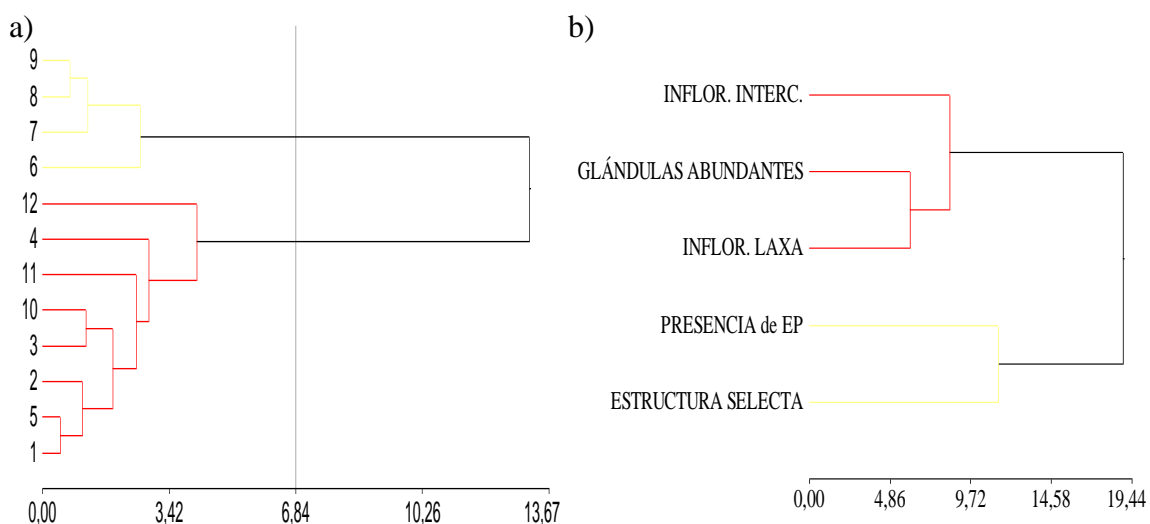 a)
9
8
7
6
12
4
11
10
3
2
5
1
0,00 3,42 6,84 10,26 13,67
b)
INFLOR. INTERC.
GLÁNDULAS ABUNDANTES
INFLOR. LAXA
PRESENCIA de EP
ESTRUCTURA SELECTA
0,00 4,86 9,72 14,58 19,44